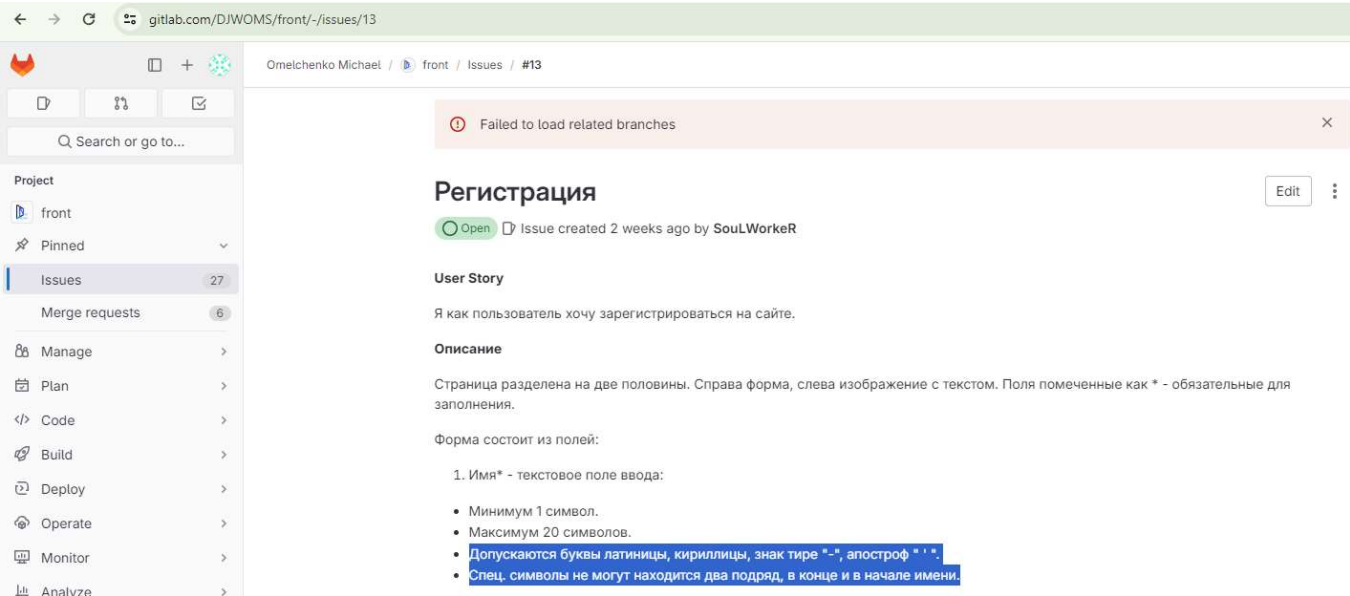 gitlab.com/DJWOMS/front/-/issues/13
Omelchenko Michael / front / Issues / #13
Search or go to...
Project
front
Pinned
Issues 27
Merge requests 6
Manage
Plan
Code
Build
Deploy
Operate
Monitor
Analyze
Failed to load related branches
Регистрация
Edit
Open Issue created 2 weeks ago by SouLWorkeR
User Story
Я как пользователь хочу зарегистрироваться на сайте.
Описание
Страница разделена на две половины. Справа форма, слева изображение с текстом. Поля помеченные как * - обязательные для
заполнения.
Форма состоит из полей:
1. Имя* - текстовое поле ввода:
• Минимум 1 символ.
• Максимум 20 символов.
• Допускаются буквы латиницы, кириллицы, знак тире "-", апостроф " ' ".
• Спец. символы не могут находится два подряд, в конце и в начале имени.